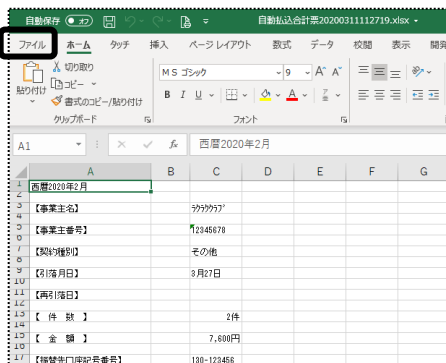 自動保存 オフ 自動払込合計票20200311112719.xlsx
ファイル ホーム タッチ 挿入 ページ レイアウト 数式 データ 校閲 表示 開発
切り取り
コピー
貼り付け
書式のコピー/貼り付け
クリップボード
ＭＳ ゴシック 9 A A
B I U A
フォント
A1 fx 西暦2020年2月
A B C D E F G
1 西暦2020年2月
2
3 【事業主名】 ﾗｸﾗｸﾗﾌﾟ
4
5 【事業主番号】 12345678
6
7 【契約種別】 その他
8
9 【引落月日】 3月27日
10
11 【再引落日】
12
13 【 件 数 】 2件
14
15 【 金 額 】 7,600円
16
17 【振替先口座記号番号】 130-123456